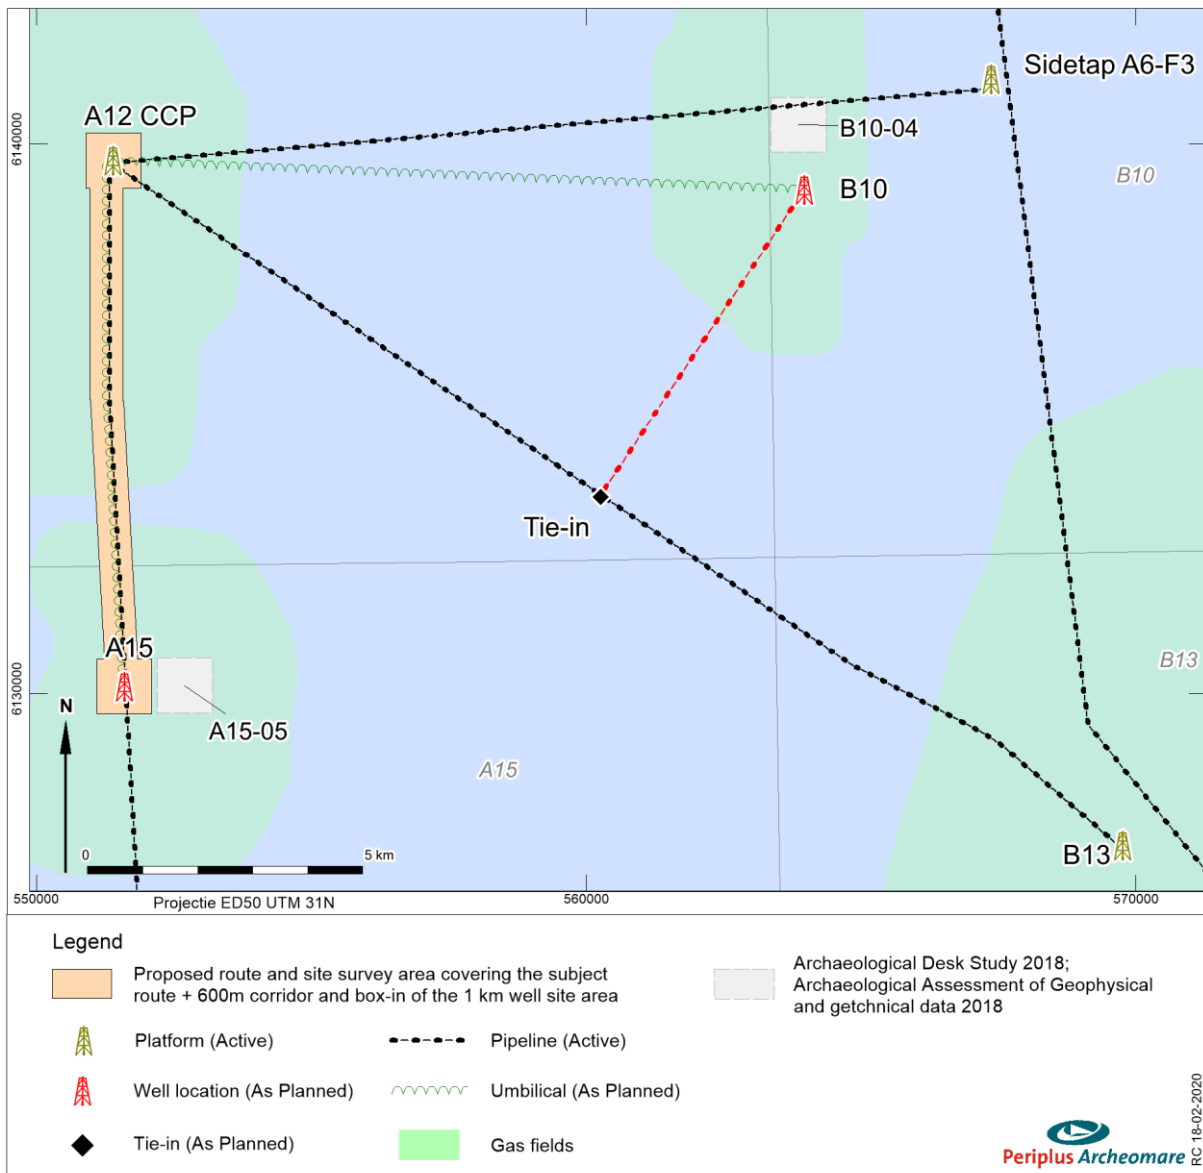 Sidetap A6-F3
A12 CCP
6140000
B10-04
B10
B10
Tie-in
A15
B13
6130000
N
A15-05
A15
0
5 km
B13
550000
Projectie ED50 UTM 31N
560000
570000
Legend
Proposed route and site survey area covering the subject
route + 600m corridor and box-in of the 1 km well site area
Archaeological Desk Study 2018;
Archaeological Assessment of Geophysical
and getchnical data 2018
Platform (Active)
Pipeline (Active)
Well location (As Planned)
Umbilical (As Planned)
Tie-in (As Planned)
Gas fields
Periplus Archeomare
RC 18-02-2020